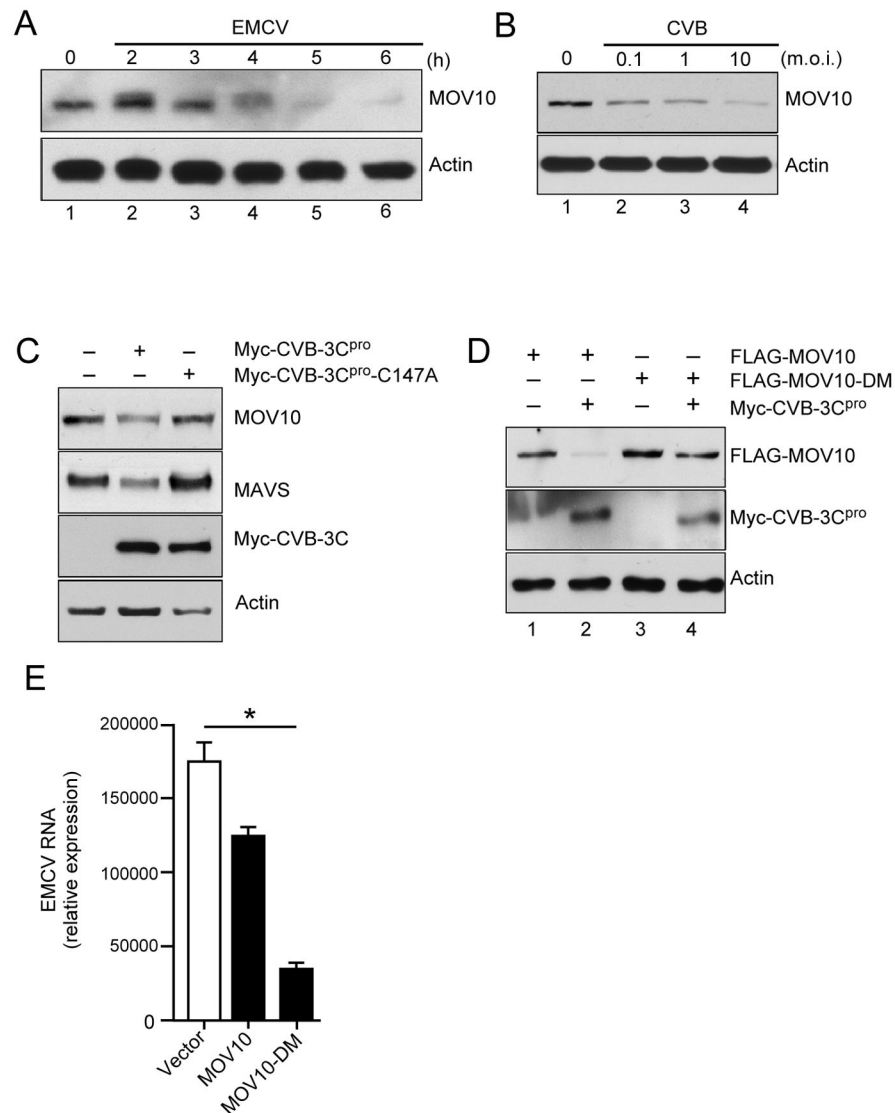 A
EMCV
0 2 3 4 5 6 (h)
MOV10
Actin
1 2 3 4 5 6
B
CVB
0 0.1 1 10 (m.o.i.)
MOV10
Actin
1 2 3 4
C
– + – Myc-CVB-3Cpro
– – + Myc-CVB-3Cpro-C147A
MOV10
MAVS
Myc-CVB-3C
Actin
D
+ + – – FLAG-MOV10
– – + + FLAG-MOV10-DM
– + – + Myc-CVB-3Cpro
FLAG-MOV10
Myc-CVB-3Cpro
Actin
1 2 3 4
E
*
200000
150000
100000
50000
0
EMCV RNA
(relative expression)
Vector
MOV10
MOV10-DM